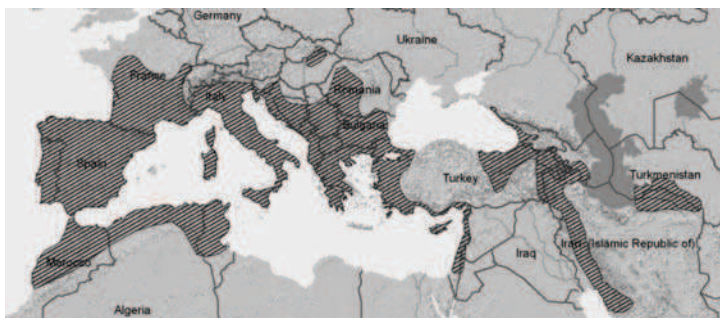 Germany
Ukraine
Kazakhstan
France
Romania
Italy
Bulgaria
Spain
Turkey
Turkmenistan
Iran (Islamic Republic of)
Iraq
Morocco
Algeria